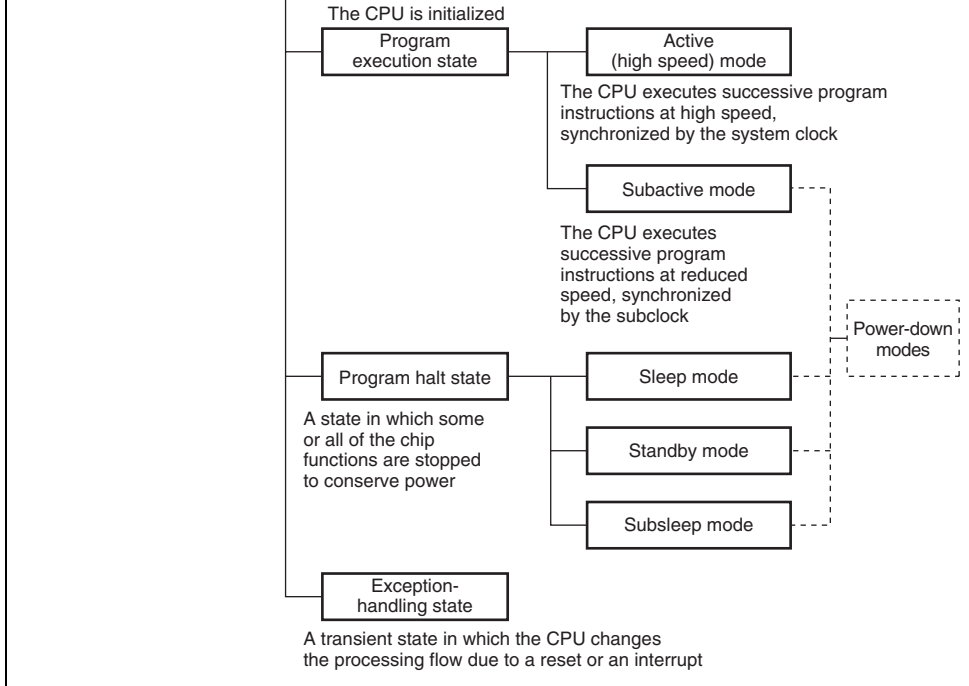 The CPU is initialized
Program
execution state
Active
(high speed) mode
The CPU executes successive program
instructions at high speed,
synchronized by the system clock
Subactive mode
The CPU executes
successive program
instructions at reduced
speed, synchronized
by the subclock
Power-down
modes
Program halt state
Sleep mode
A state in which some
or all of the chip
functions are stopped
to conserve power
Standby mode
Subsleep mode
Exception-
handling state
A transient state in which the CPU changes
the processing flow due to a reset or an interrupt